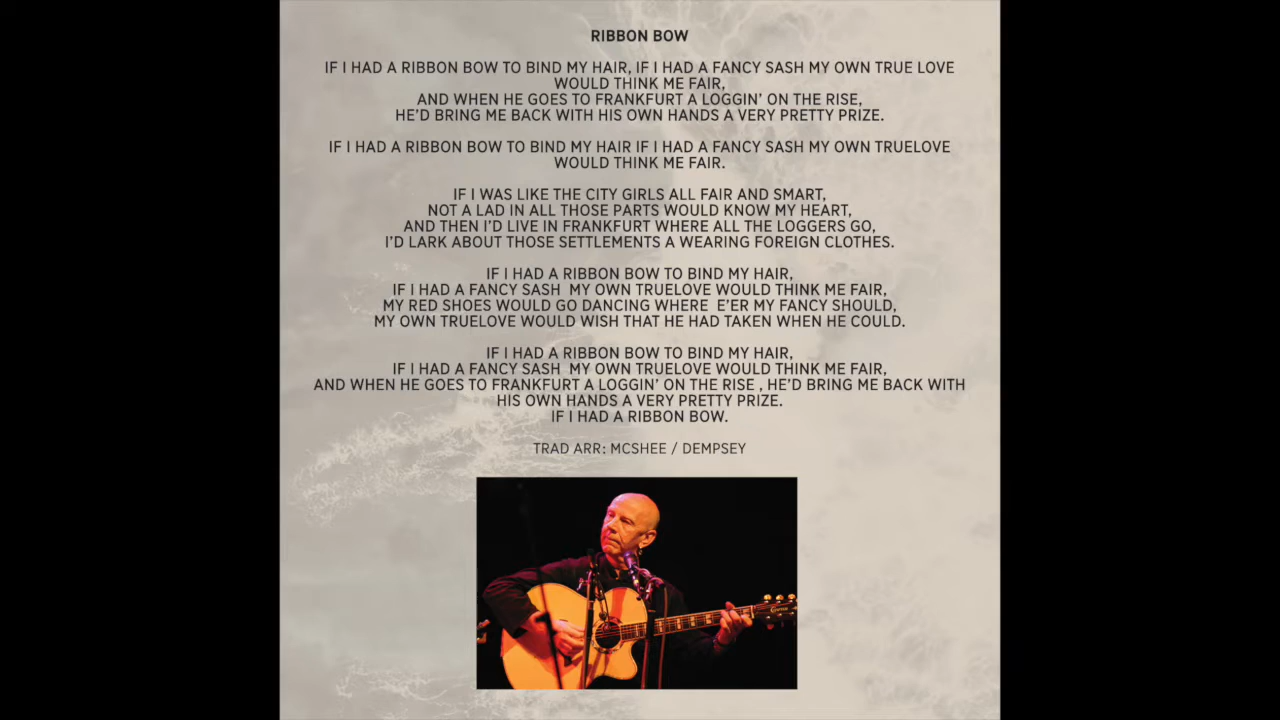 RIBBON BOW
IF I HAD A RIBBON BOW TO BIND MY HAIR, IF I HAD A FANCY SASH MY OWN TRUE LOVE
WOULD THINK ME FAIR,
AND WHEN HE GOES TO FRANKFURT A LOGGIN' ON THE RISE,
HE'D BRING ME BACK WITH HIS OWN HANDS A VERY PRETTY PRIZE.
IF I HAD A RIBBON BOW TO BIND MY HAIR IF I HAD A FANCY SASH MY OWN TRUELOVE
WOULD THINK ME FAIR.
IF I WAS LIKE THE CITY GIRLS ALL FAIR AND SMART,
NOT A LAD IN ALL THOSE PARTS WOULD KNOW MY HEART,
AND THEN I'D LIVE IN FRANKFURT WHERE ALL THE LOGGERS GO,
I'D LARK ABOUT THOSE SETTLEMENTS A WEARING FOREIGN CLOTHES.
IF I HAD A RIBBON BOW TO BIND MY HAIR,
IF I HAD A FANCY SASH  MY OWN TRUELOVE WOULD THINK ME FAIR,
MY RED SHOES WOULD GO DANCING WHERE  E'ER MY FANCY SHOULD,
MY OWN TRUELOVE WOULD WISH THAT HE HAD TAKEN WHEN HE COULD.
IF I HAD A RIBBON BOW TO BIND MY HAIR,
IF I HAD A FANCY SASH  MY OWN TRUELOVE WOULD THINK ME FAIR,
AND WHEN HE GOES TO FRANKFURT A LOGGIN' ON THE RISE , HE'D BRING ME BACK WITH
HIS OWN HANDS A VERY PRETTY PRIZE.
IF I HAD A RIBBON BOW.
TRAD ARR: MCSHEE / DEMPSEY